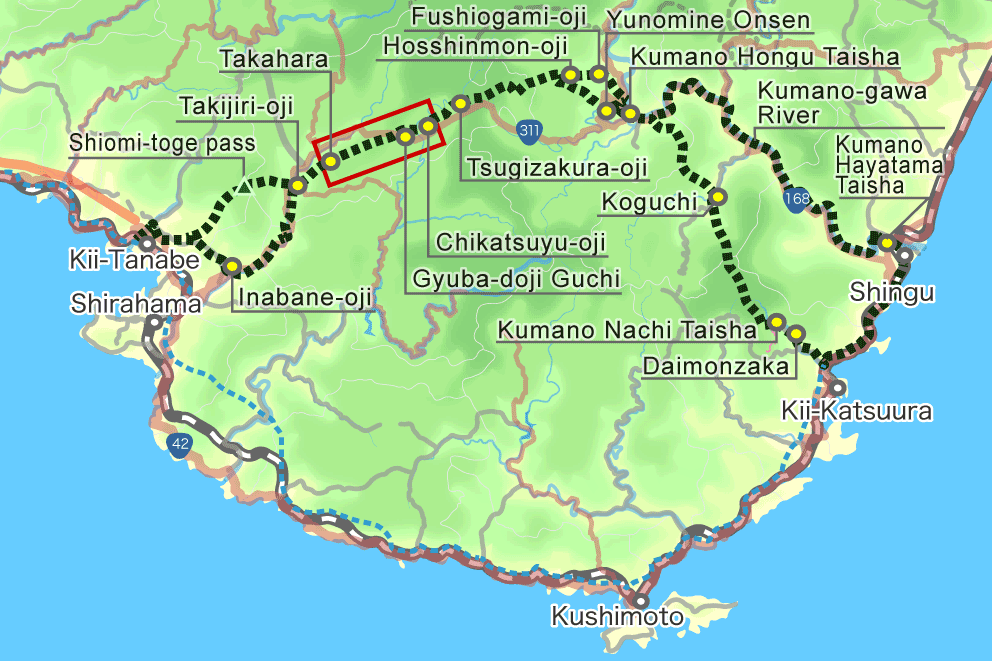 Fushiogami-oji
Yunomine Onsen
Hosshinmon-oji
Takahara
Kumano Hongu Taisha
Kumano-gawa
River
Takijiri-oji
Shiomi-toge pass
311
Kumano
Hayatama
Taisha
Tsugizakura-oji
168
Koguchi
Chikatsuyu-oji
Kii-Tanabe
Gyuba-doji Guchi
Shirahama
Inabane-oji
Shingu
Kumano Nachi Taisha
Daimonzaka
Kii-Katsuura
42
Kushimoto